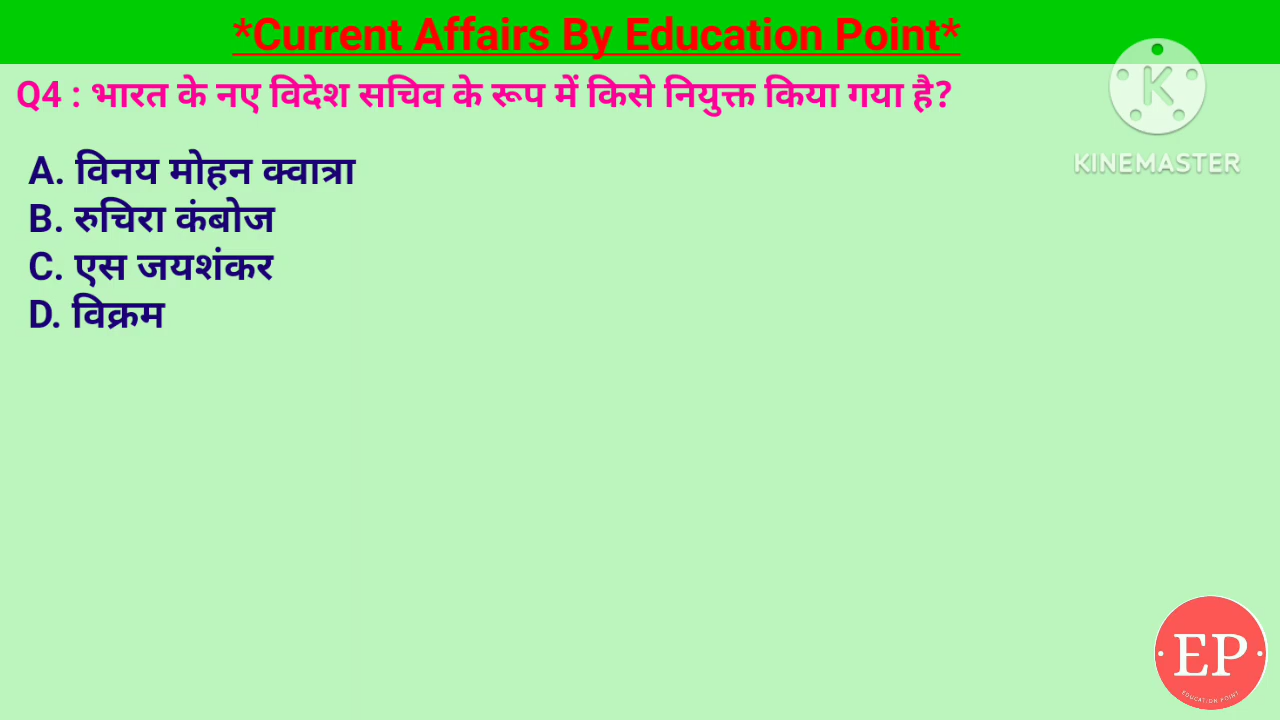 *Current Affairs By Education Point*
Q4 : भारत के नए विदेश सचिव के रूप में किसे नियुक्त किया गया है?
A. विनय मोहन क्वात्रा
B. रुचिरा कंबोज
C. एस जयशंकर
D. विक्रम
K
KINEMASTER
EP
EDUCATION POINT